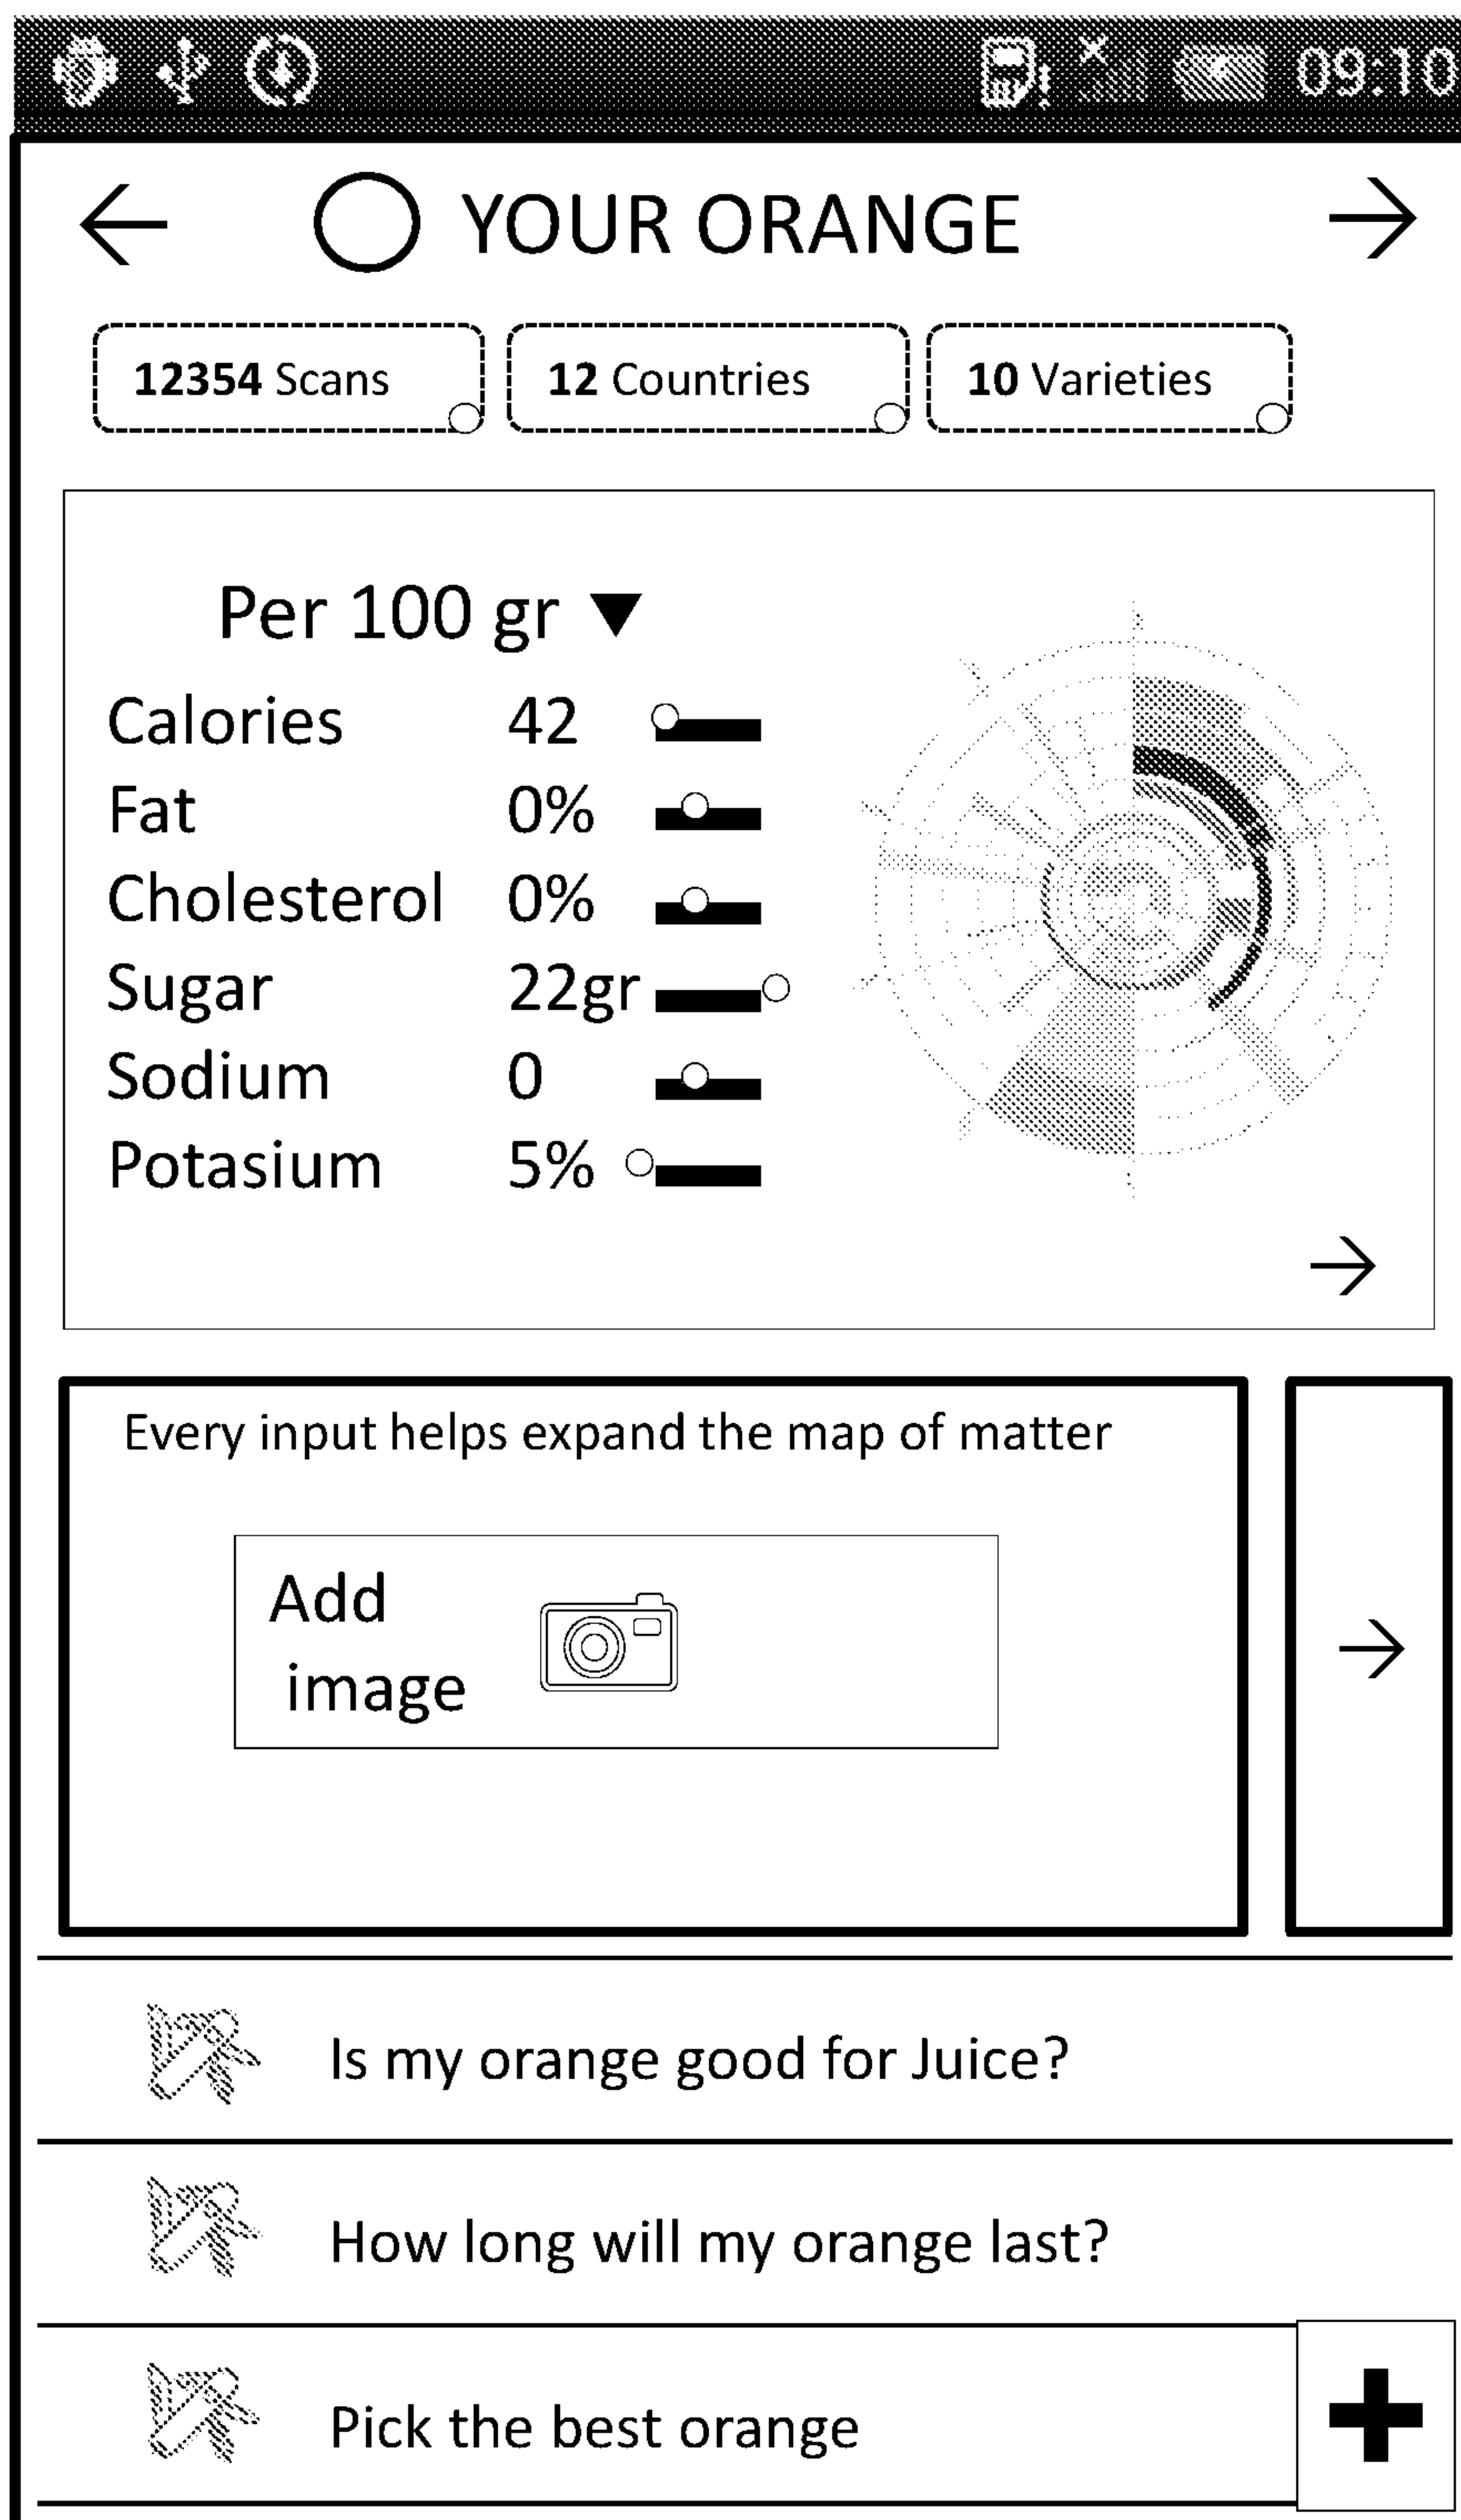 09:10
YOUR ORANGE
12354 Scans 12 Countries 10 Varieties
Per 100 gr
Calories 42
Fat 0%
Cholesterol 0%
Sugar 22gr
Sodium 0
Potasium 5%
Every input helps expand the map of matter
Add
image
Is my orange good for Juice?
How long will my orange last?
Pick the best orange